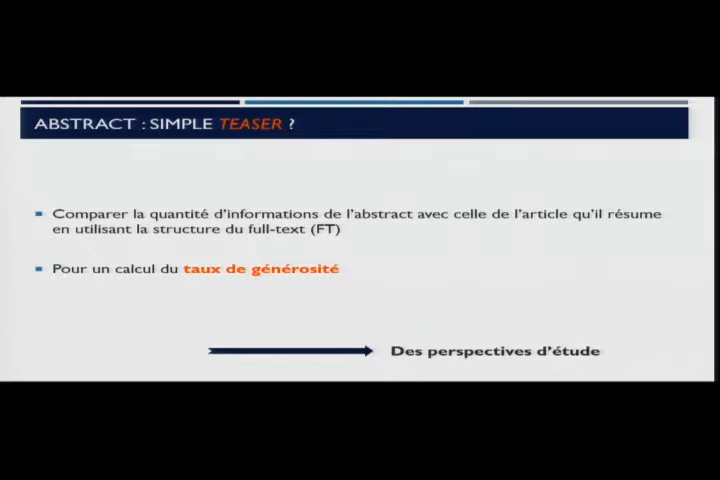 ABSTRACT : SIMPLE TEASER ?
Comparer la quantité d'informations de l'abstract avec celle de l'article qu'il résume
en utilisant la structure du full-text (FT)
Pour un calcul du taux de générosité
Des perspectives d'étude